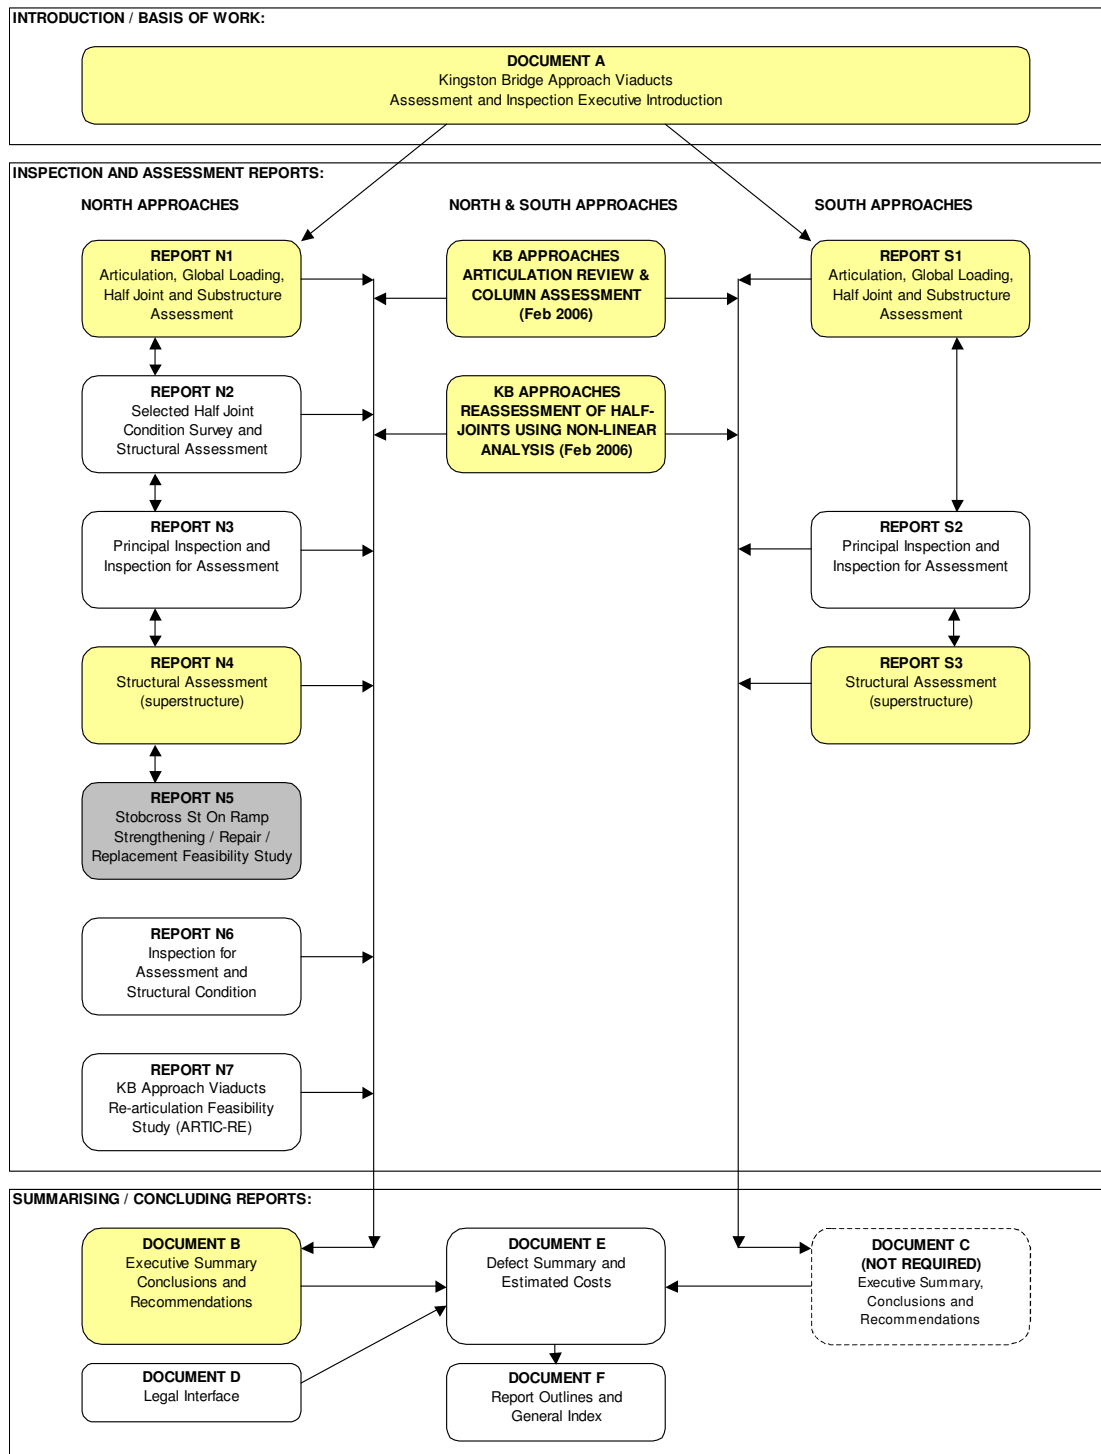 INTRODUCTION / BASIS OF WORK:
DOCUMENT A
Kingston Bridge Approach Viaducts
Assessment and Inspection Executive Introduction
INSPECTION AND ASSESSMENT REPORTS:
NORTH APPROACHES
NORTH & SOUTH APPROACHES
SOUTH APPROACHES
REPORT N1
Articulation, Global Loading,
Half Joint and Substructure
Assessment
KB APPROACHES
ARTICULATION REVIEW &
COLUMN ASSESSMENT
(Feb 2006)
REPORT S1
Articulation, Global Loading,
Half Joint and Substructure
Assessment
REPORT N2
Selected Half Joint
Condition Survey and
Structural Assessment
KB APPROACHES
REASSESSMENT OF HALF-
JOINTS USING NON-LINEAR
ANALYSIS (Feb 2006)
REPORT N3
Principal Inspection and
Inspection for Assessment
REPORT S2
Principal Inspection and
Inspection for Assessment
REPORT N4
Structural Assessment
(superstructure)
REPORT S3
Structural Assessment
(superstructure)
REPORT N5
Stobcross St On Ramp
Strengthening / Repair /
Replacement Feasibility Study
REPORT N6
Inspection for
Assessment and
Structural Condition
REPORT N7
KB Approach Viaducts
Re-articulation Feasibility
Study (ARTIC-RE)
SUMMARISING / CONCLUDING REPORTS:
DOCUMENT B
Executive Summary
Conclusions and
Recommendations
DOCUMENT E
Defect Summary and
Estimated Costs
DOCUMENT C
(NOT REQUIRED)
Executive Summary,
Conclusions and
Recommendations
DOCUMENT D
Legal Interface
DOCUMENT F
Report Outlines and
General Index